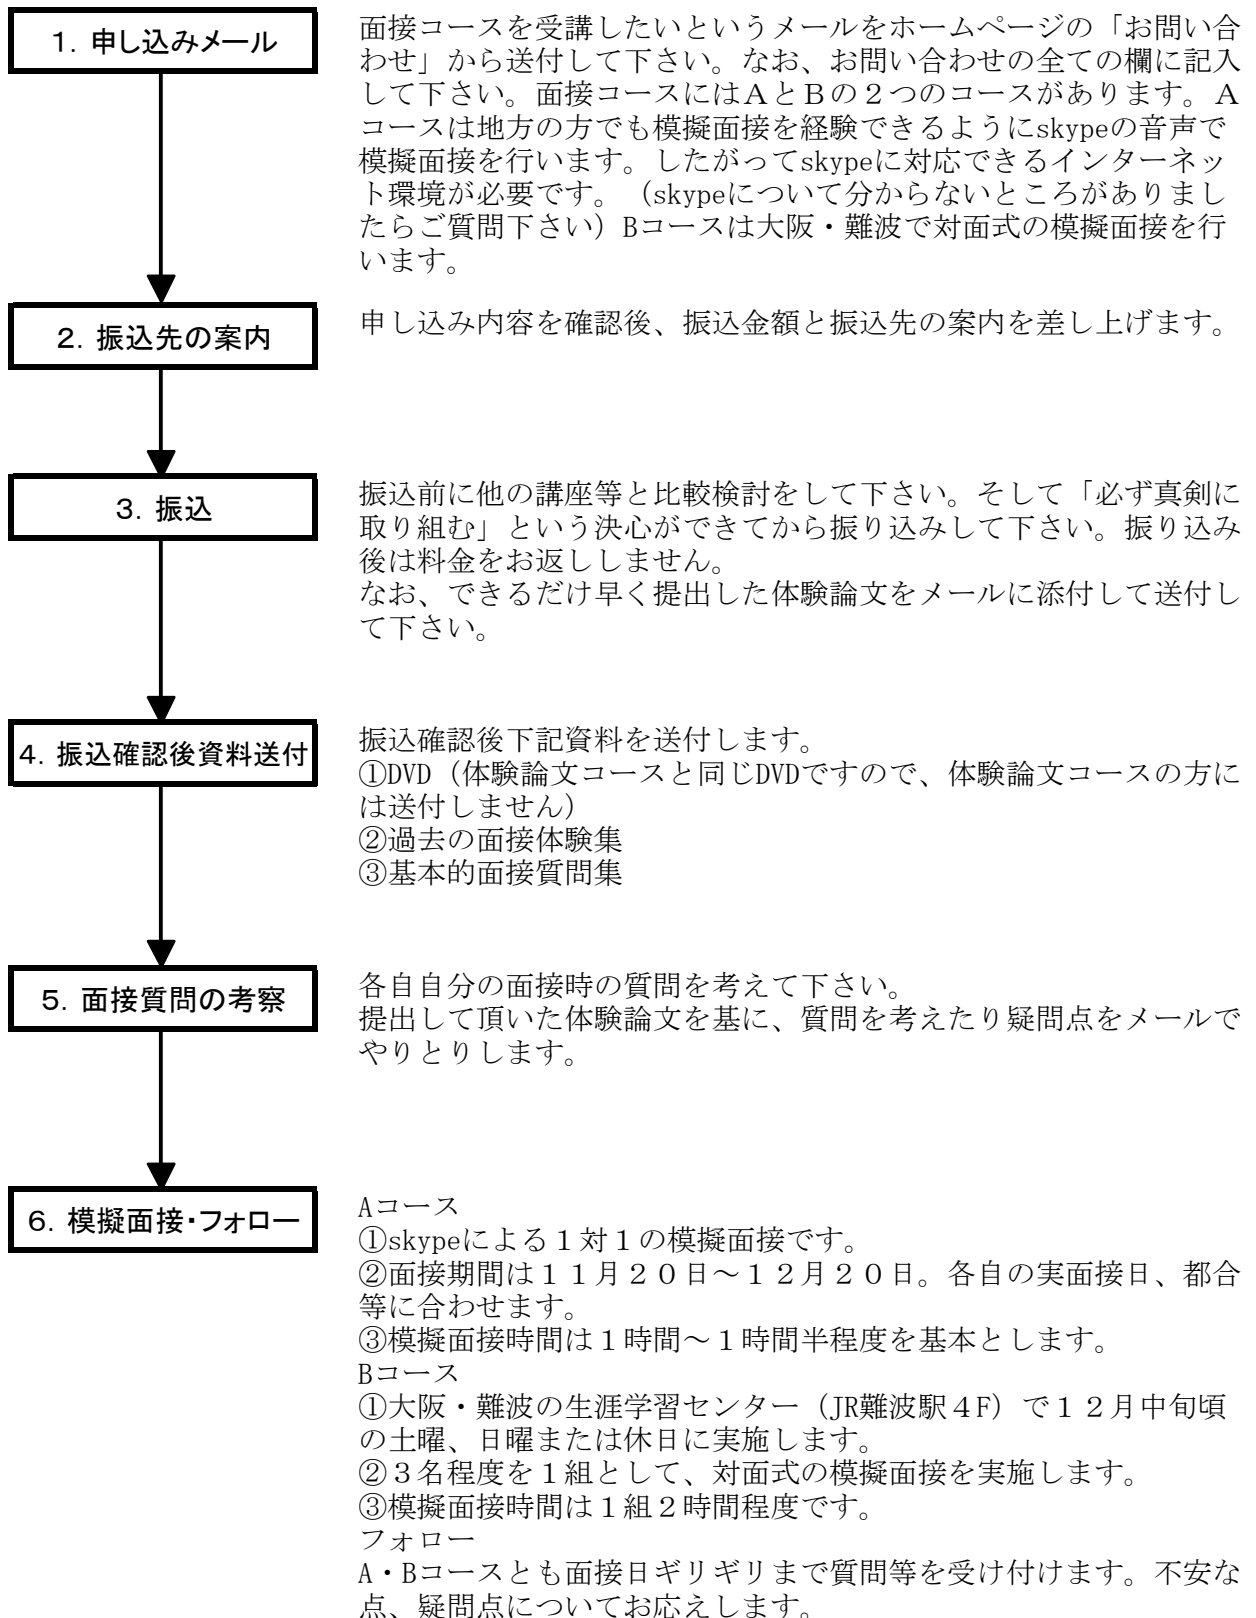 1．申し込みメール
面接コースを受講したいというメールをホームページの「お問い合
わせ」から送付して下さい。なお、お問い合わせの全ての欄に記入
して下さい。面接コースにはＡとＢの２つのコースがあります。Ａ
コースは地方の方でも模擬面接を経験できるようにskypeの音声で
模擬面接を行います。したがってskypeに対応できるインターネッ
ト環境が必要です。（skypeについて分からないところがありまし
たらご質問下さい）Bコースは大阪・難波で対面式の模擬面接を行
います。
2．振込先の案内
申し込み内容を確認後、振込金額と振込先の案内を差し上げます。
3．振込
振込前に他の講座等と比較検討をして下さい。そして「必ず真剣に
取り組む」という決心ができてから振り込みして下さい。振り込み
後は料金をお返ししません。
なお、できるだけ早く提出した体験論文をメールに添付して送付し
て下さい。
4．振込確認後資料送付
振込確認後下記資料を送付します。
①DVD（体験論文コースと同じDVDですので、体験論文コースの方に
は送付しません）
②過去の面接体験集
③基本的面接質問集
5．面接質問の考察
各自自分の面接時の質問を考えて下さい。
提出して頂いた体験論文を基に、質問を考えたり疑問点をメールで
やりとりします。
6．模擬面接・フォロー
Aコース
①skypeによる１対１の模擬面接です。
②面接期間は１１月２０日～１２月２０日。各自の実面接日、都合
等に合わせます。
③模擬面接時間は１時間～１時間半程度を基本とします。
Bコース
①大阪・難波の生涯学習センター（JR難波駅４F）で１２月中旬頃
の土曜、日曜または休日に実施します。
②３名程度を１組として、対面式の模擬面接を実施します。
③模擬面接時間は１組２時間程度です。
フォロー
A・Bコースとも面接日ギリギリまで質問等を受け付けます。不安な
点、疑問点についてお応えします。